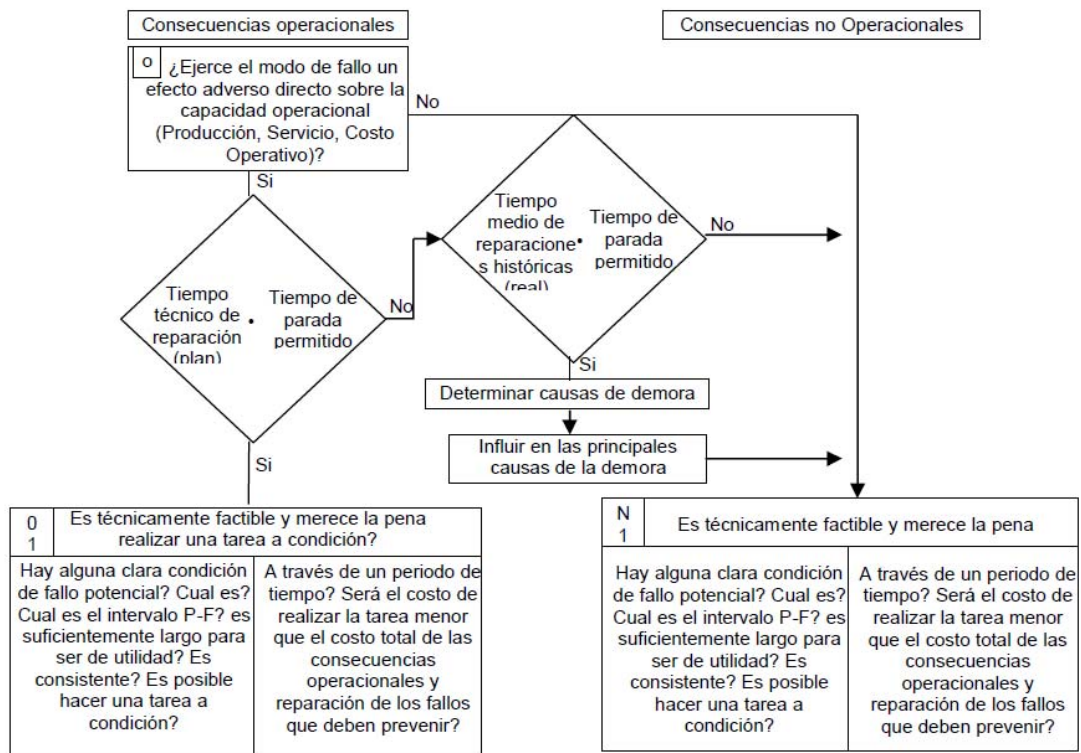 Consecuencias operacionales
Consecuencias no Operacionales
o
¿Ejerce el modo de fallo un
efecto adverso directo sobre la
capacidad operacional
(Producción, Servicio, Costo
Operativo)?
No
Si
Tiempo
medio de
reparacione
s históricas
(real)
•
Tiempo de
parada
permitido
No
Tiempo
técnico de
reparación
(plan)
•
Tiempo de
parada
permitido
No
Si
Determinar causas de demora
Influir en las principales
causas de la demora
Si
0
1
Es técnicamente factible y merece la pena
realizar una tarea a condición?
Hay alguna clara condición
de fallo potencial? Cual es?
Cual es el intervalo P-F? es
suficientemente largo para
ser de utilidad? Es
consistente? Es posible
hacer una tarea a
condición?
A través de un periodo de
tiempo? Será el costo de
realizar la tarea menor
que el costo total de las
consecuencias
operacionales y
reparación de los fallos
que deben prevenir?
N
1
Es técnicamente factible y merece la pena
Hay alguna clara condición
de fallo potencial? Cual es?
Cual es el intervalo P-F? es
suficientemente largo para
ser de utilidad? Es
consistente? Es posible
hacer una tarea a
condición?
A través de un periodo de
tiempo? Será el costo de
realizar la tarea menor
que el costo total de las
consecuencias
operacionales y
reparación de los fallos
que deben prevenir?